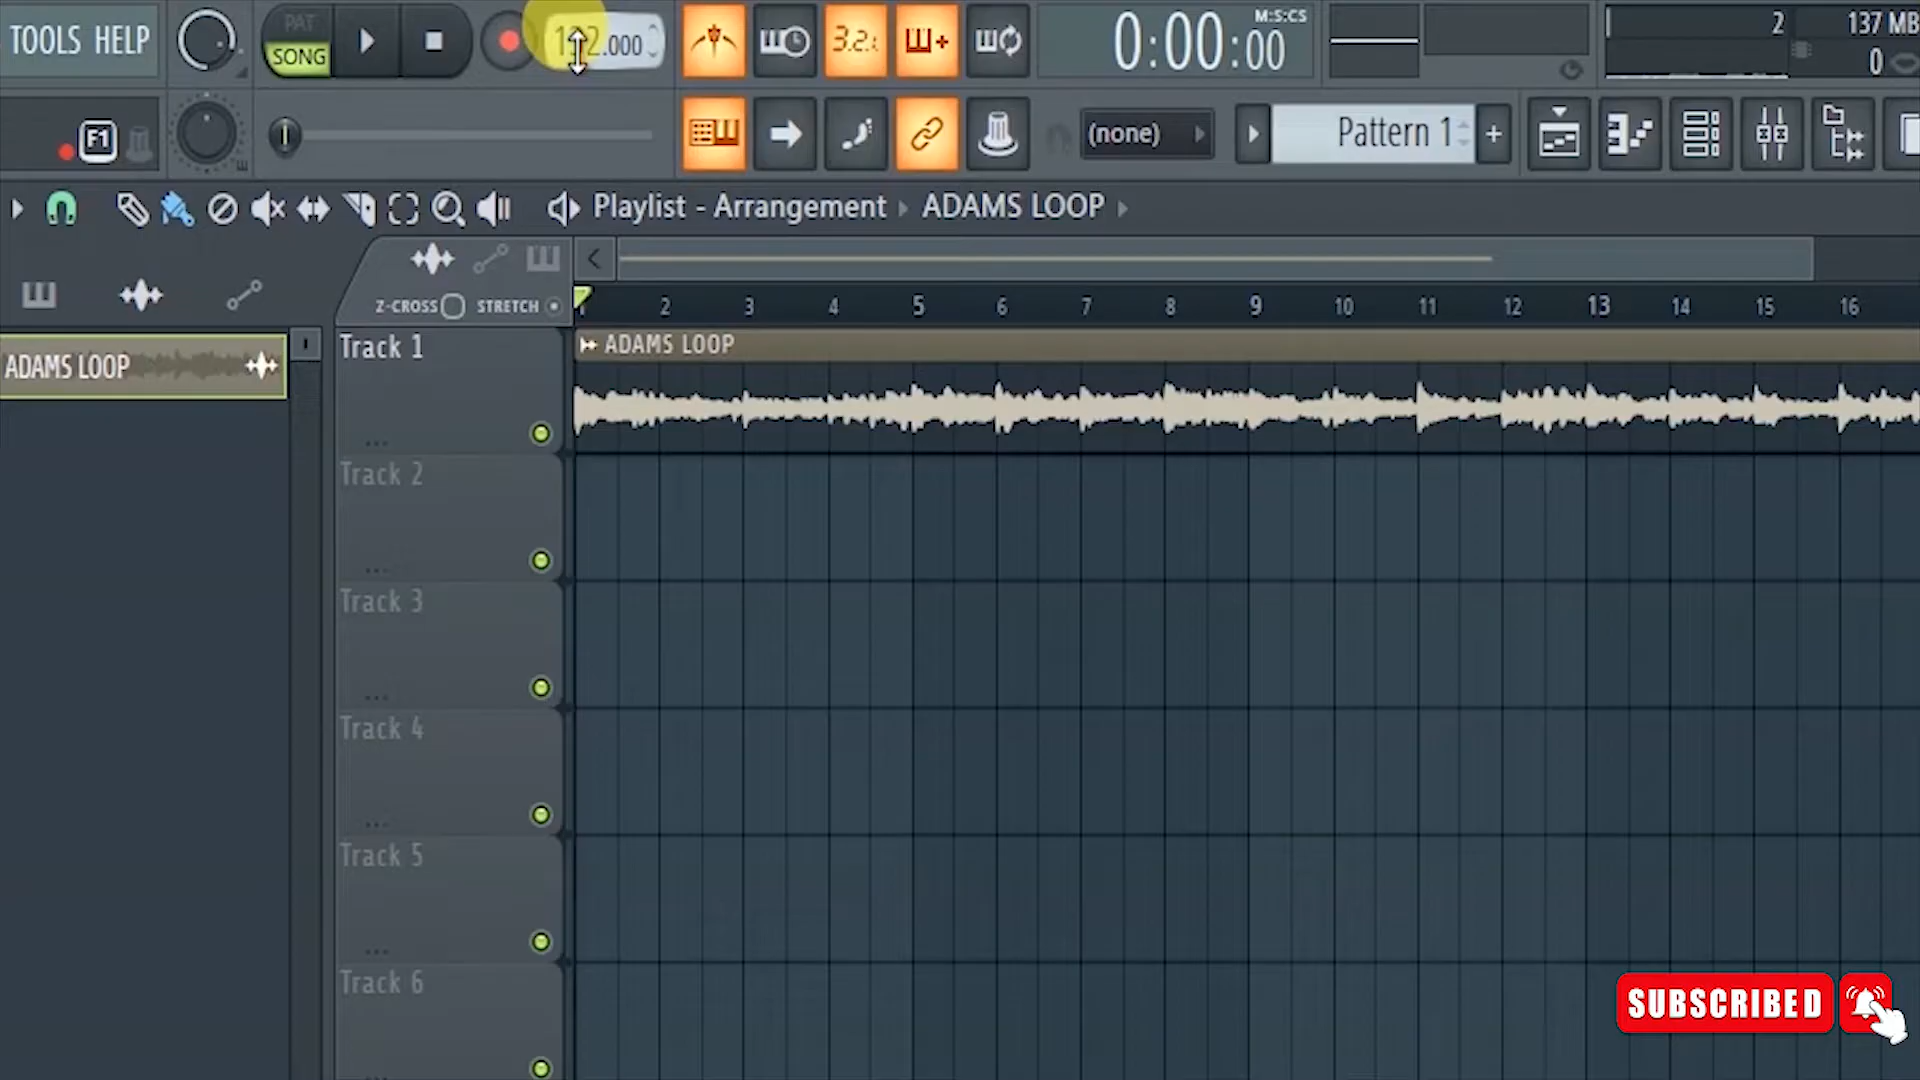 TOOLS HELP
PAT
SONG
.000
3.2
0:00:00
M:S:CS
2
137 MB
0
F1
(none)
Pattern 1
+
Playlist - Arrangement
ADAMS LOOP
Z-CROSS
STRETCH
1 2 3 4 5 6 7 8 9 10 11 12 13 14 15 16
ADAMS LOOP
Track 1
ADAMS LOOP
Track 2
Track 3
Track 4
Track 5
Track 6
SUBSCRIBED